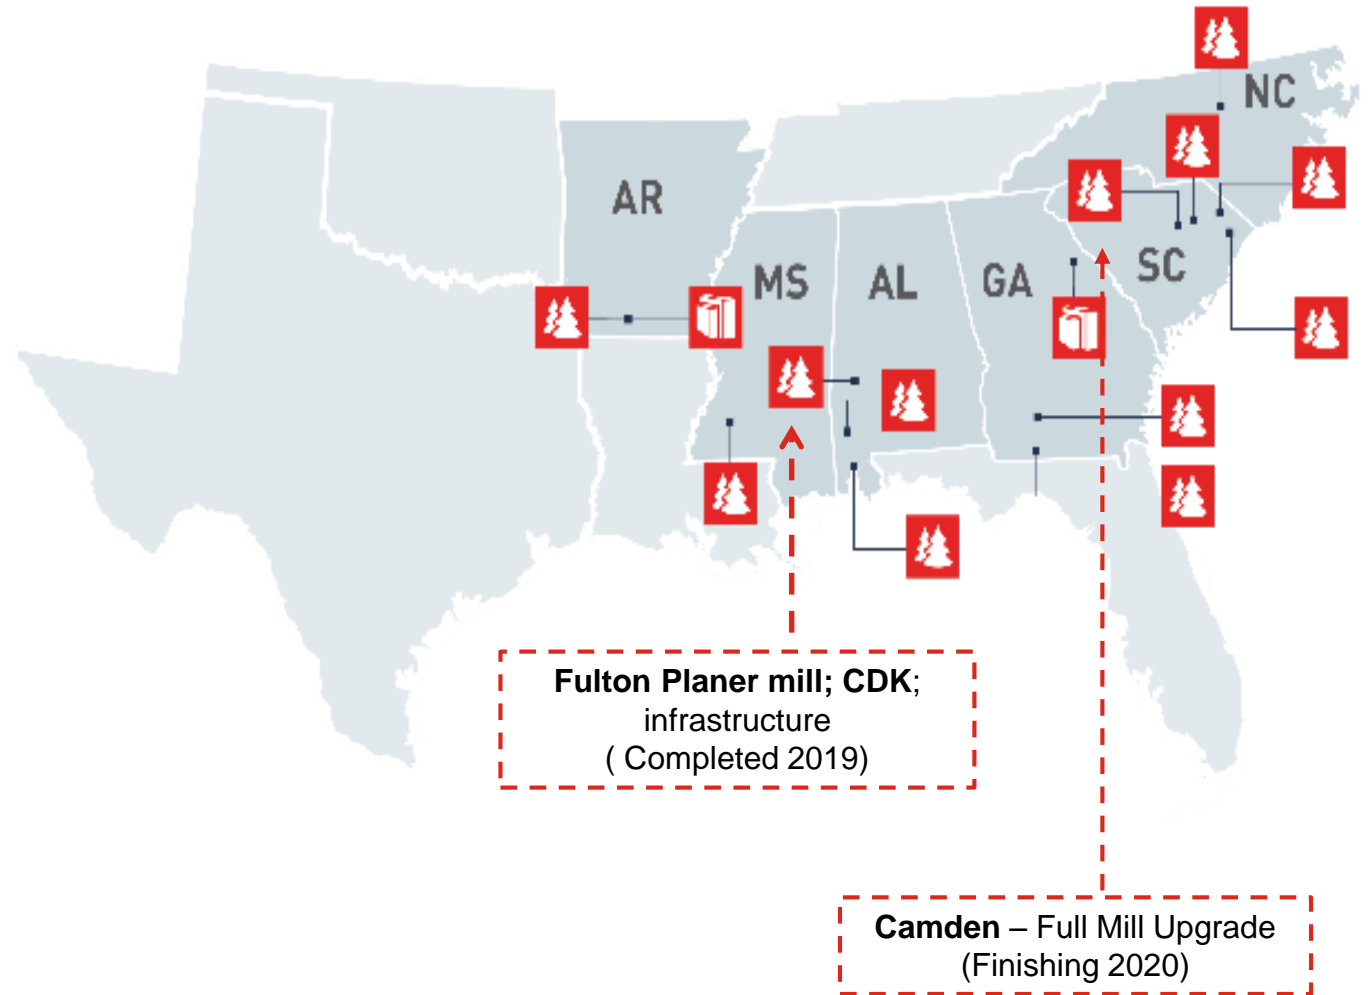 NC
AR
SC
MS
AL
GA
Fulton Planer mill; CDK;
infrastructure
( Completed 2019)
Camden – Full Mill Upgrade
(Finishing 2020)